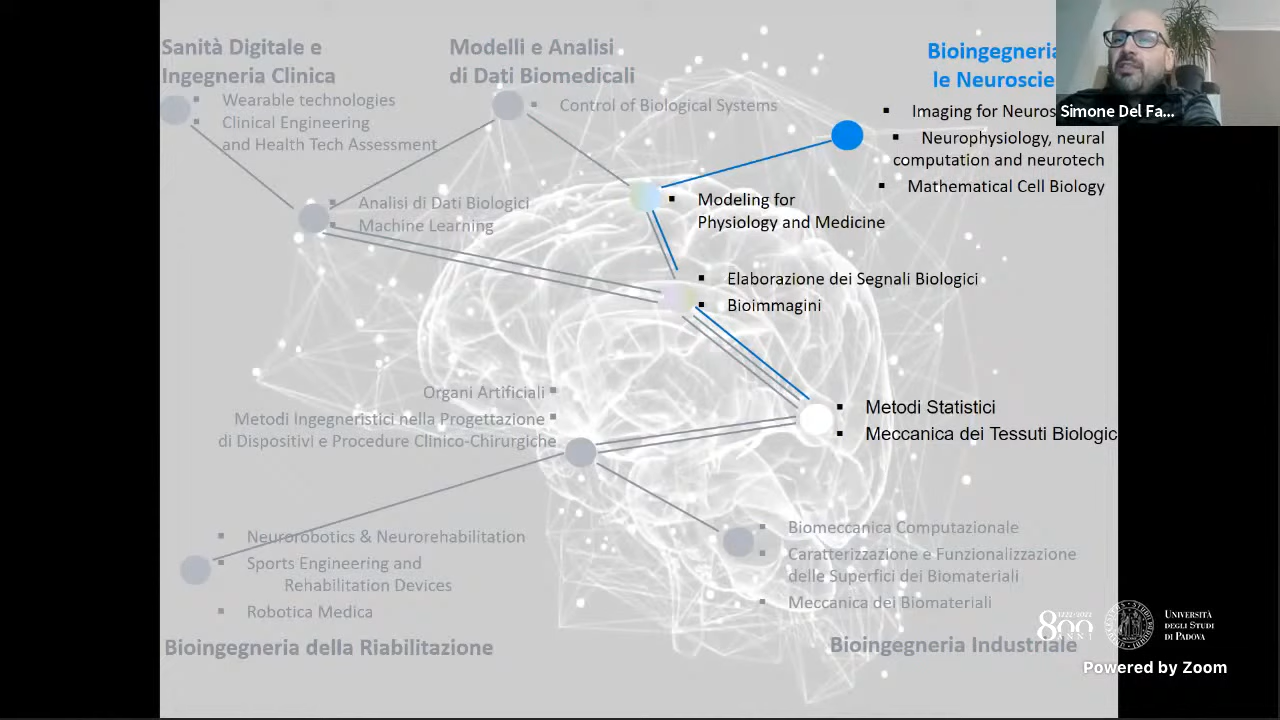 Sanità Digitale e
Ingegneria Clinica
▪ Wearable technologies
▪ Clinical Engineering
and Health Tech Assessment
Modelli e Analisi
di Dati Biomedicali
▪ Control of Biological Systems
Bioingegneria
le Neuroscie
▪ Imaging for Neuros
▪ Neurophysiology, neural
computation and neurotech
▪ Mathematical Cell Biology
Simone Del Fa...
▪ Analisi di Dati Biologici
▪ Machine Learning
▪ Modeling for
Physiology and Medicine
▪ Elaborazione dei Segnali Biologici
▪ Bioimmagini
Organi Artificiali ▪
Metodi Ingegneristici nella Progettazione ▪
di Dispositivi e Procedure Clinico-Chirurgiche
▪ Metodi Statistici
▪ Meccanica dei Tessuti Biologic
▪ Neurorobotics & Neurorehabilitation
▪ Sports Engineering and
Rehabilitation Devices
▪ Robotica Medica
Bioingegneria della Riabilitazione
▪ Biomeccanica Computazionale
▪ Caratterizzazione e Funzionalizzazione
delle Superfici dei Biomateriali
▪ Meccanica dei Biomateriali
Bioingegneria Industriale
1222·2022
800
ANNI
Università
degli Studi
di Padova
Powered by Zoom